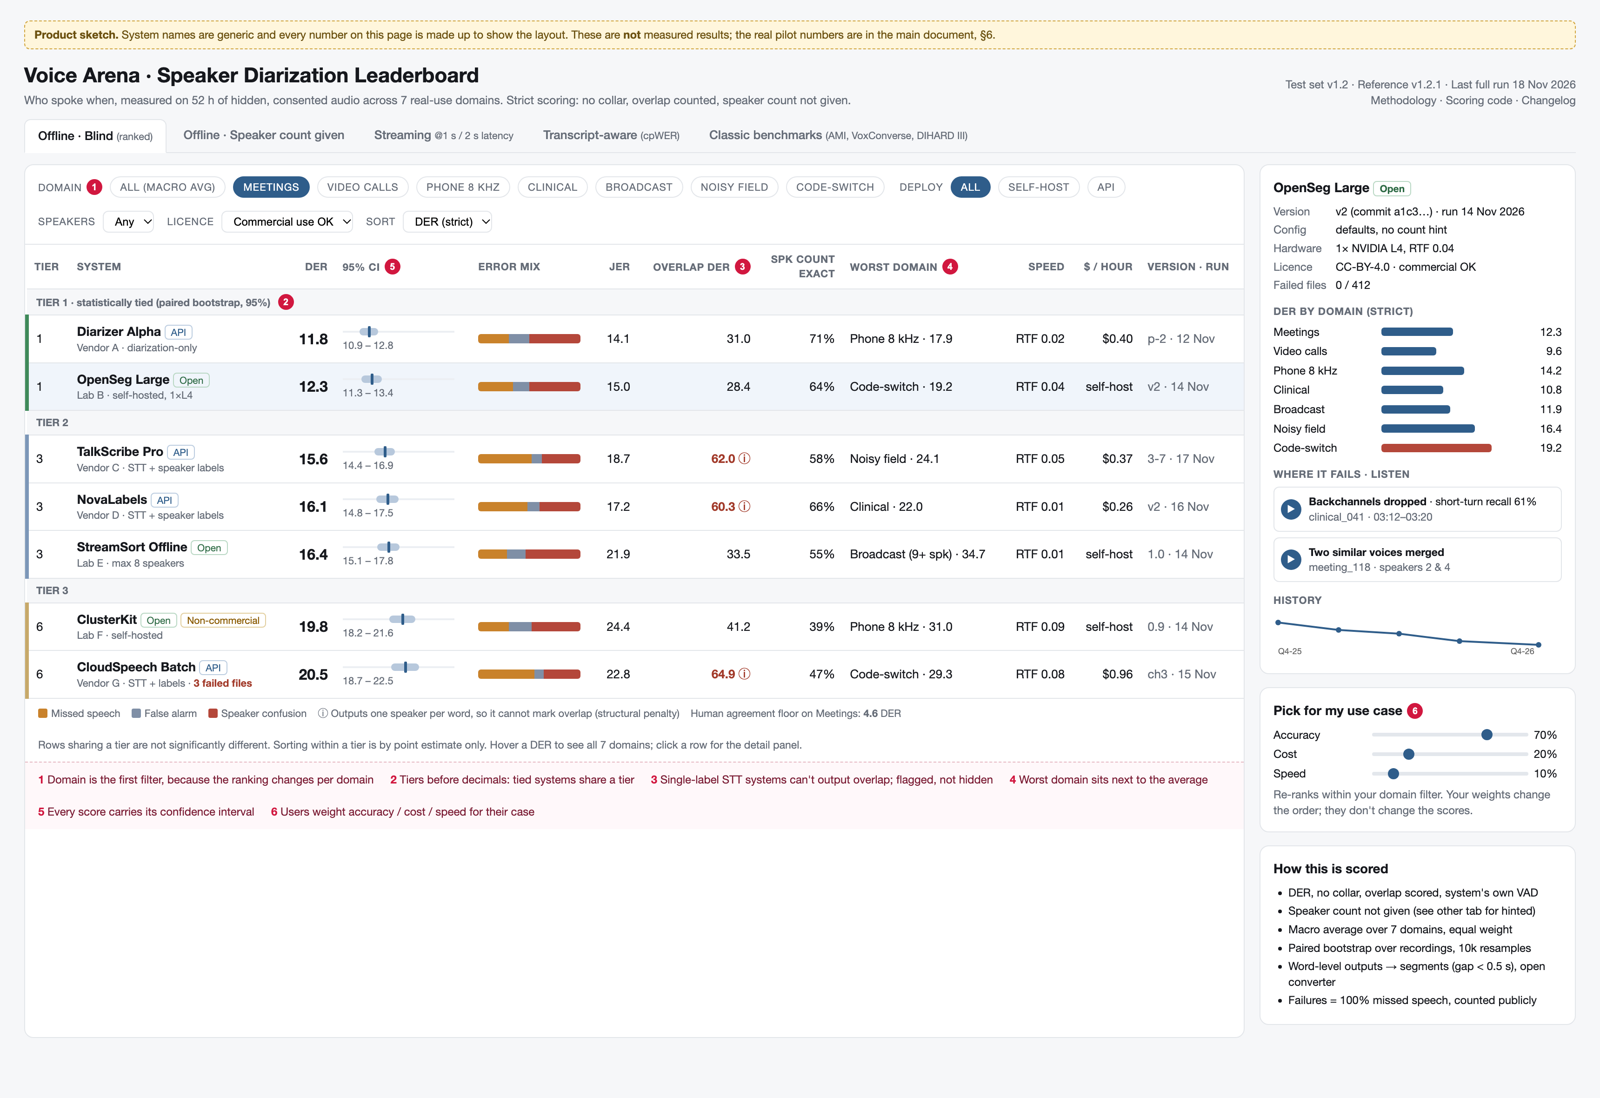 Product sketch. System names are generic and every number on this page is made up to show the layout. These are not measured results; the real pilot numbers are in the main document, §6.
Voice Arena · Speaker Diarization Leaderboard
Who spoke when, measured on 52 h of hidden, consented audio across 7 real-use domains. Strict scoring: no collar, overlap counted, speaker count not given.
Test set v1.2 · Reference v1.2.1 · Last full run 18 Nov 2026
Methodology · Scoring code · Changelog
Offline · Blind (ranked) Offline · Speaker count given Streaming @1 s / 2 s latency Transcript-aware (cpWER) Classic benchmarks (AMI, VoxConverse, DIHARD III)
DOMAIN 1 ALL (MACRO AVG) MEETINGS VIDEO CALLS PHONE 8 KHZ CLINICAL BROADCAST NOISY FIELD CODE-SWITCH DEPLOY ALL SELF-HOST API
SPEAKERS Any LICENCE Commercial use OK SORT DER (strict)
TIER SYSTEM DER 95% CI 5 ERROR MIX JER OVERLAP DER 3 SPK COUNT EXACT WORST DOMAIN 4 SPEED $ / HOUR VERSION · RUN
TIER 1 · statistically tied (paired bootstrap, 95%) 2
1 Diarizer Alpha API 11.8 14.1 31.0 71% Phone 8 kHz · 17.9 RTF 0.02 $0.40 p-2 · 12 Nov
Vendor A · diarization-only 10.9 – 12.8
1 OpenSeg Large Open 12.3 15.0 28.4 64% Code-switch · 19.2 RTF 0.04 self-host v2 · 14 Nov
Lab B · self-hosted, 1×L4 11.3 – 13.4
TIER 2
3 TalkScribe Pro API 15.6 18.7 62.0 ⓘ 58% Noisy field · 24.1 RTF 0.05 $0.37 3-7 · 17 Nov
Vendor C · STT + speaker labels 14.4 – 16.9
3 NovaLabels API 16.1 17.2 60.3 ⓘ 66% Clinical · 22.0 RTF 0.01 $0.26 v2 · 16 Nov
Vendor D · STT + speaker labels 14.8 – 17.5
3 StreamSort Offline Open 16.4 21.9 33.5 55% Broadcast (9+ spk) · 34.7 RTF 0.01 self-host 1.0 · 14 Nov
Lab E · max 8 speakers 15.1 – 17.8
TIER 3
6 ClusterKit Open Non-commercial 19.8 24.4 41.2 39% Phone 8 kHz · 31.0 RTF 0.09 self-host 0.9 · 14 Nov
Lab F · self-hosted 18.2 – 21.6
6 CloudSpeech Batch API 20.5 22.8 64.9 ⓘ 47% Code-switch · 29.3 RTF 0.08 $0.96 ch3 · 15 Nov
Vendor G · STT + labels · 3 failed files 18.7 – 22.5
Missed speech False alarm Speaker confusion ⓘ Outputs one speaker per word, so it cannot mark overlap (structural penalty) Human agreement floor on Meetings: 4.6 DER
Rows sharing a tier are not significantly different. Sorting within a tier is by point estimate only. Hover a DER to see all 7 domains; click a row for the detail panel.
1 Domain is the first filter, because the ranking changes per domain 2 Tiers before decimals: tied systems share a tier 3 Single-label STT systems can't output overlap; flagged, not hidden 4 Worst domain sits next to the average
5 Every score carries its confidence interval 6 Users weight accuracy / cost / speed for their case
OpenSeg Large Open
Version v2 (commit a1c3…) · run 14 Nov 2026
Config defaults, no count hint
Hardware 1× NVIDIA L4, RTF 0.04
Licence CC-BY-4.0 · commercial OK
Failed files 0 / 412
DER BY DOMAIN (STRICT)
Meetings 12.3
Video calls 9.6
Phone 8 kHz 14.2
Clinical 10.8
Broadcast 11.9
Noisy field 16.4
Code-switch 19.2
WHERE IT FAILS · LISTEN
Backchannels dropped · short-turn recall 61%
clinical_041 · 03:12–03:20
Two similar voices merged
meeting_118 · speakers 2 & 4
HISTORY
Q4-25 Q4-26
Pick for my use case 6
Accuracy 70%
Cost 20%
Speed 10%
Re-ranks within your domain filter. Your weights change
the order; they don't change the scores.
How this is scored
• DER, no collar, overlap scored, system's own VAD
• Speaker count not given (see other tab for hinted)
• Macro average over 7 domains, equal weight
• Paired bootstrap over recordings, 10k resamples
• Word-level outputs → segments (gap < 0.5 s), open
converter
• Failures = 100% missed speech, counted publicly